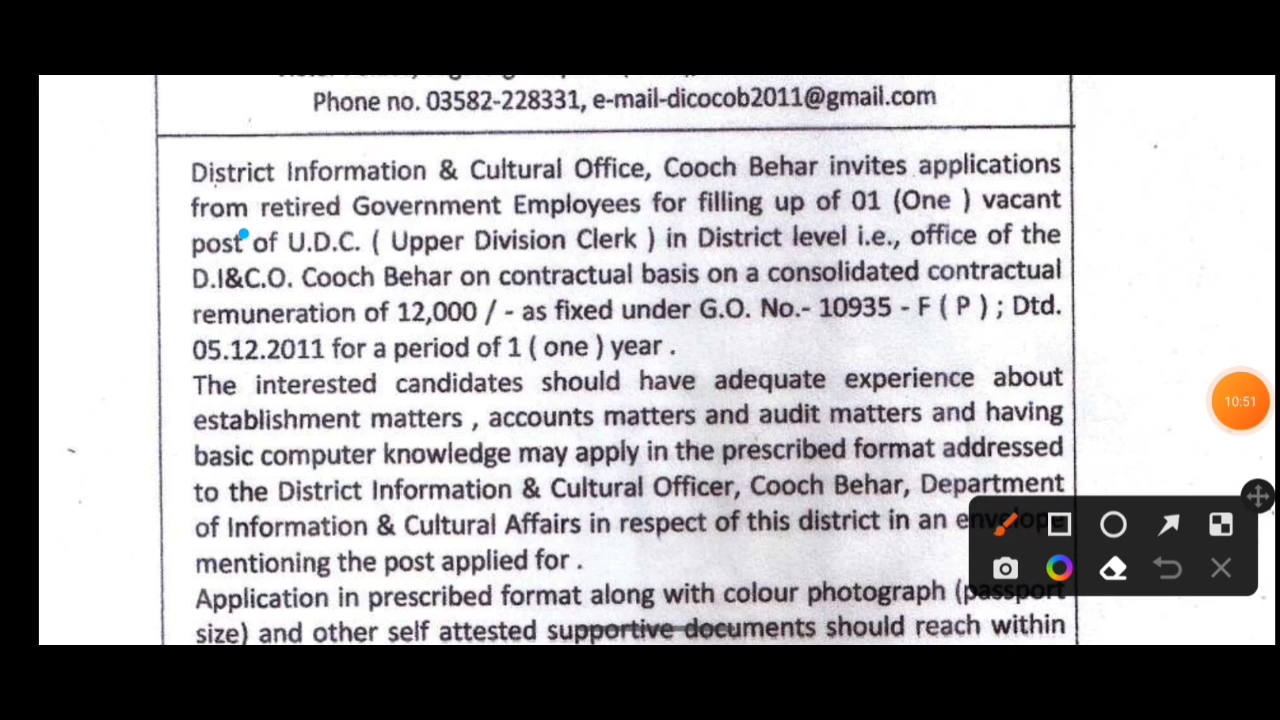 Phone no. 03582-228331, e-mail-dicocob2011@gmail.com
District Information & Cultural Office, Cooch Behar invites applications
from retired Government Employees for filling up of 01 (One ) vacant
post of U.D.C. ( Upper Division Clerk ) in District level i.e., office of the
D.I&C.O. Cooch Behar on contractual basis on a consolidated contractual
remuneration of 12,000 / - as fixed under G.O. No.- 10935 - F ( P ) ; Dtd.
05.12.2011 for a period of 1 ( one ) year .
The interested candidates should have adequate experience about
establishment matters , accounts matters and audit matters and having
basic computer knowledge may apply in the prescribed format addressed
to the District Information & Cultural Officer, Cooch Behar, Department
of Information & Cultural Affairs in respect of this district in an envelope
mentioning the post applied for .
Application in prescribed format along with colour photograph (passport
size) and other self attested supportive documents should reach within
10:51